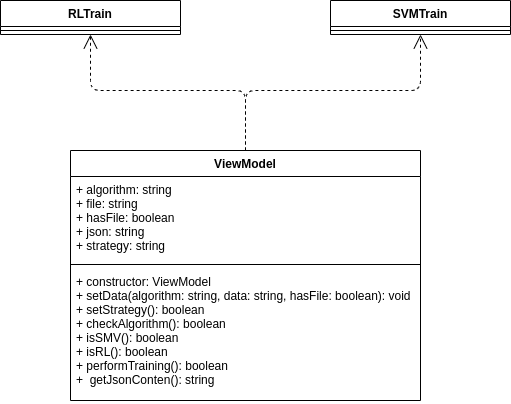 RLTrain
SVMTrain
ViewModel
+ algorithm: string
+ file: string
+ hasFile: boolean
+ json: string
+ strategy: string
+ constructor: ViewModel
+ setData(algorithm: string, data: string, hasFile: boolean): void
+ setStrategy(): boolean
+ checkAlgorithm(): boolean
+ isSMV(): boolean
+ isRL(): boolean
+ performTraining(): boolean
+  getJsonConten(): string